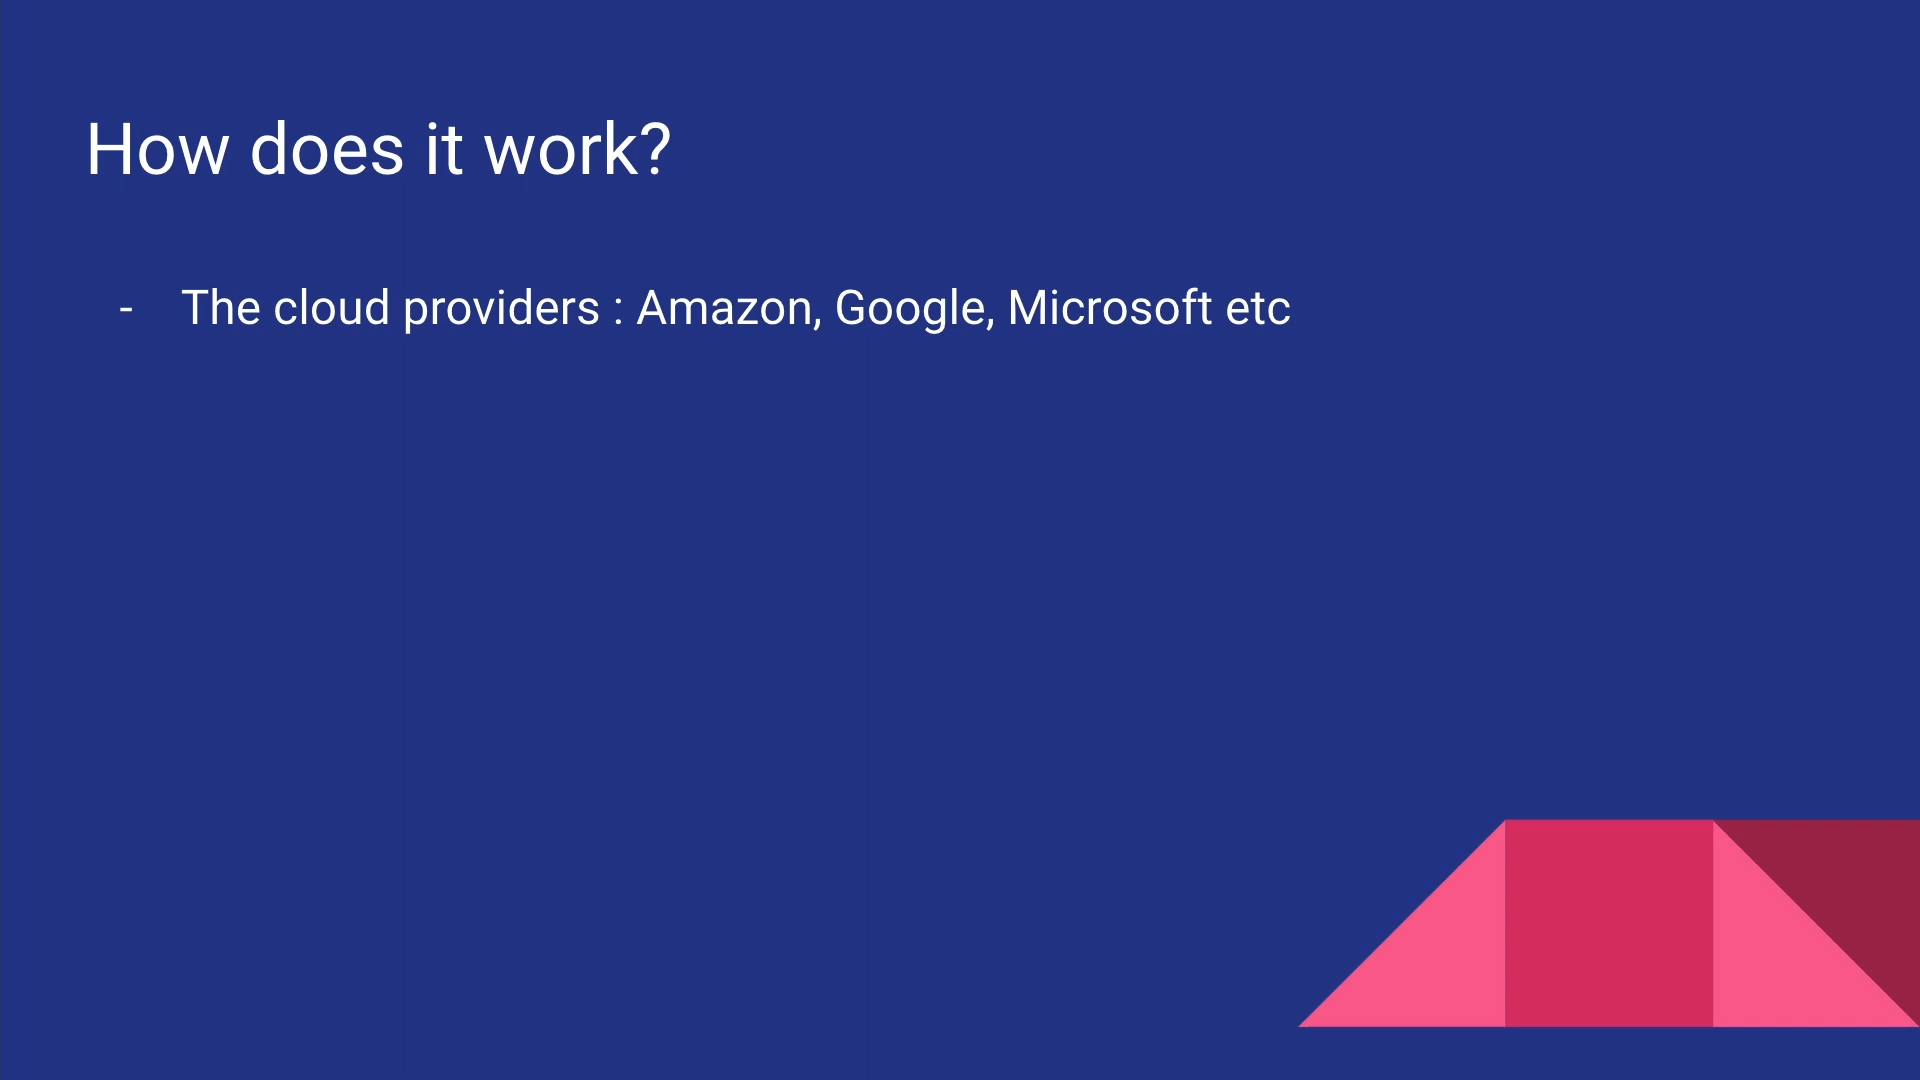 How does it work?
- The cloud providers : Amazon, Google, Microsoft etc